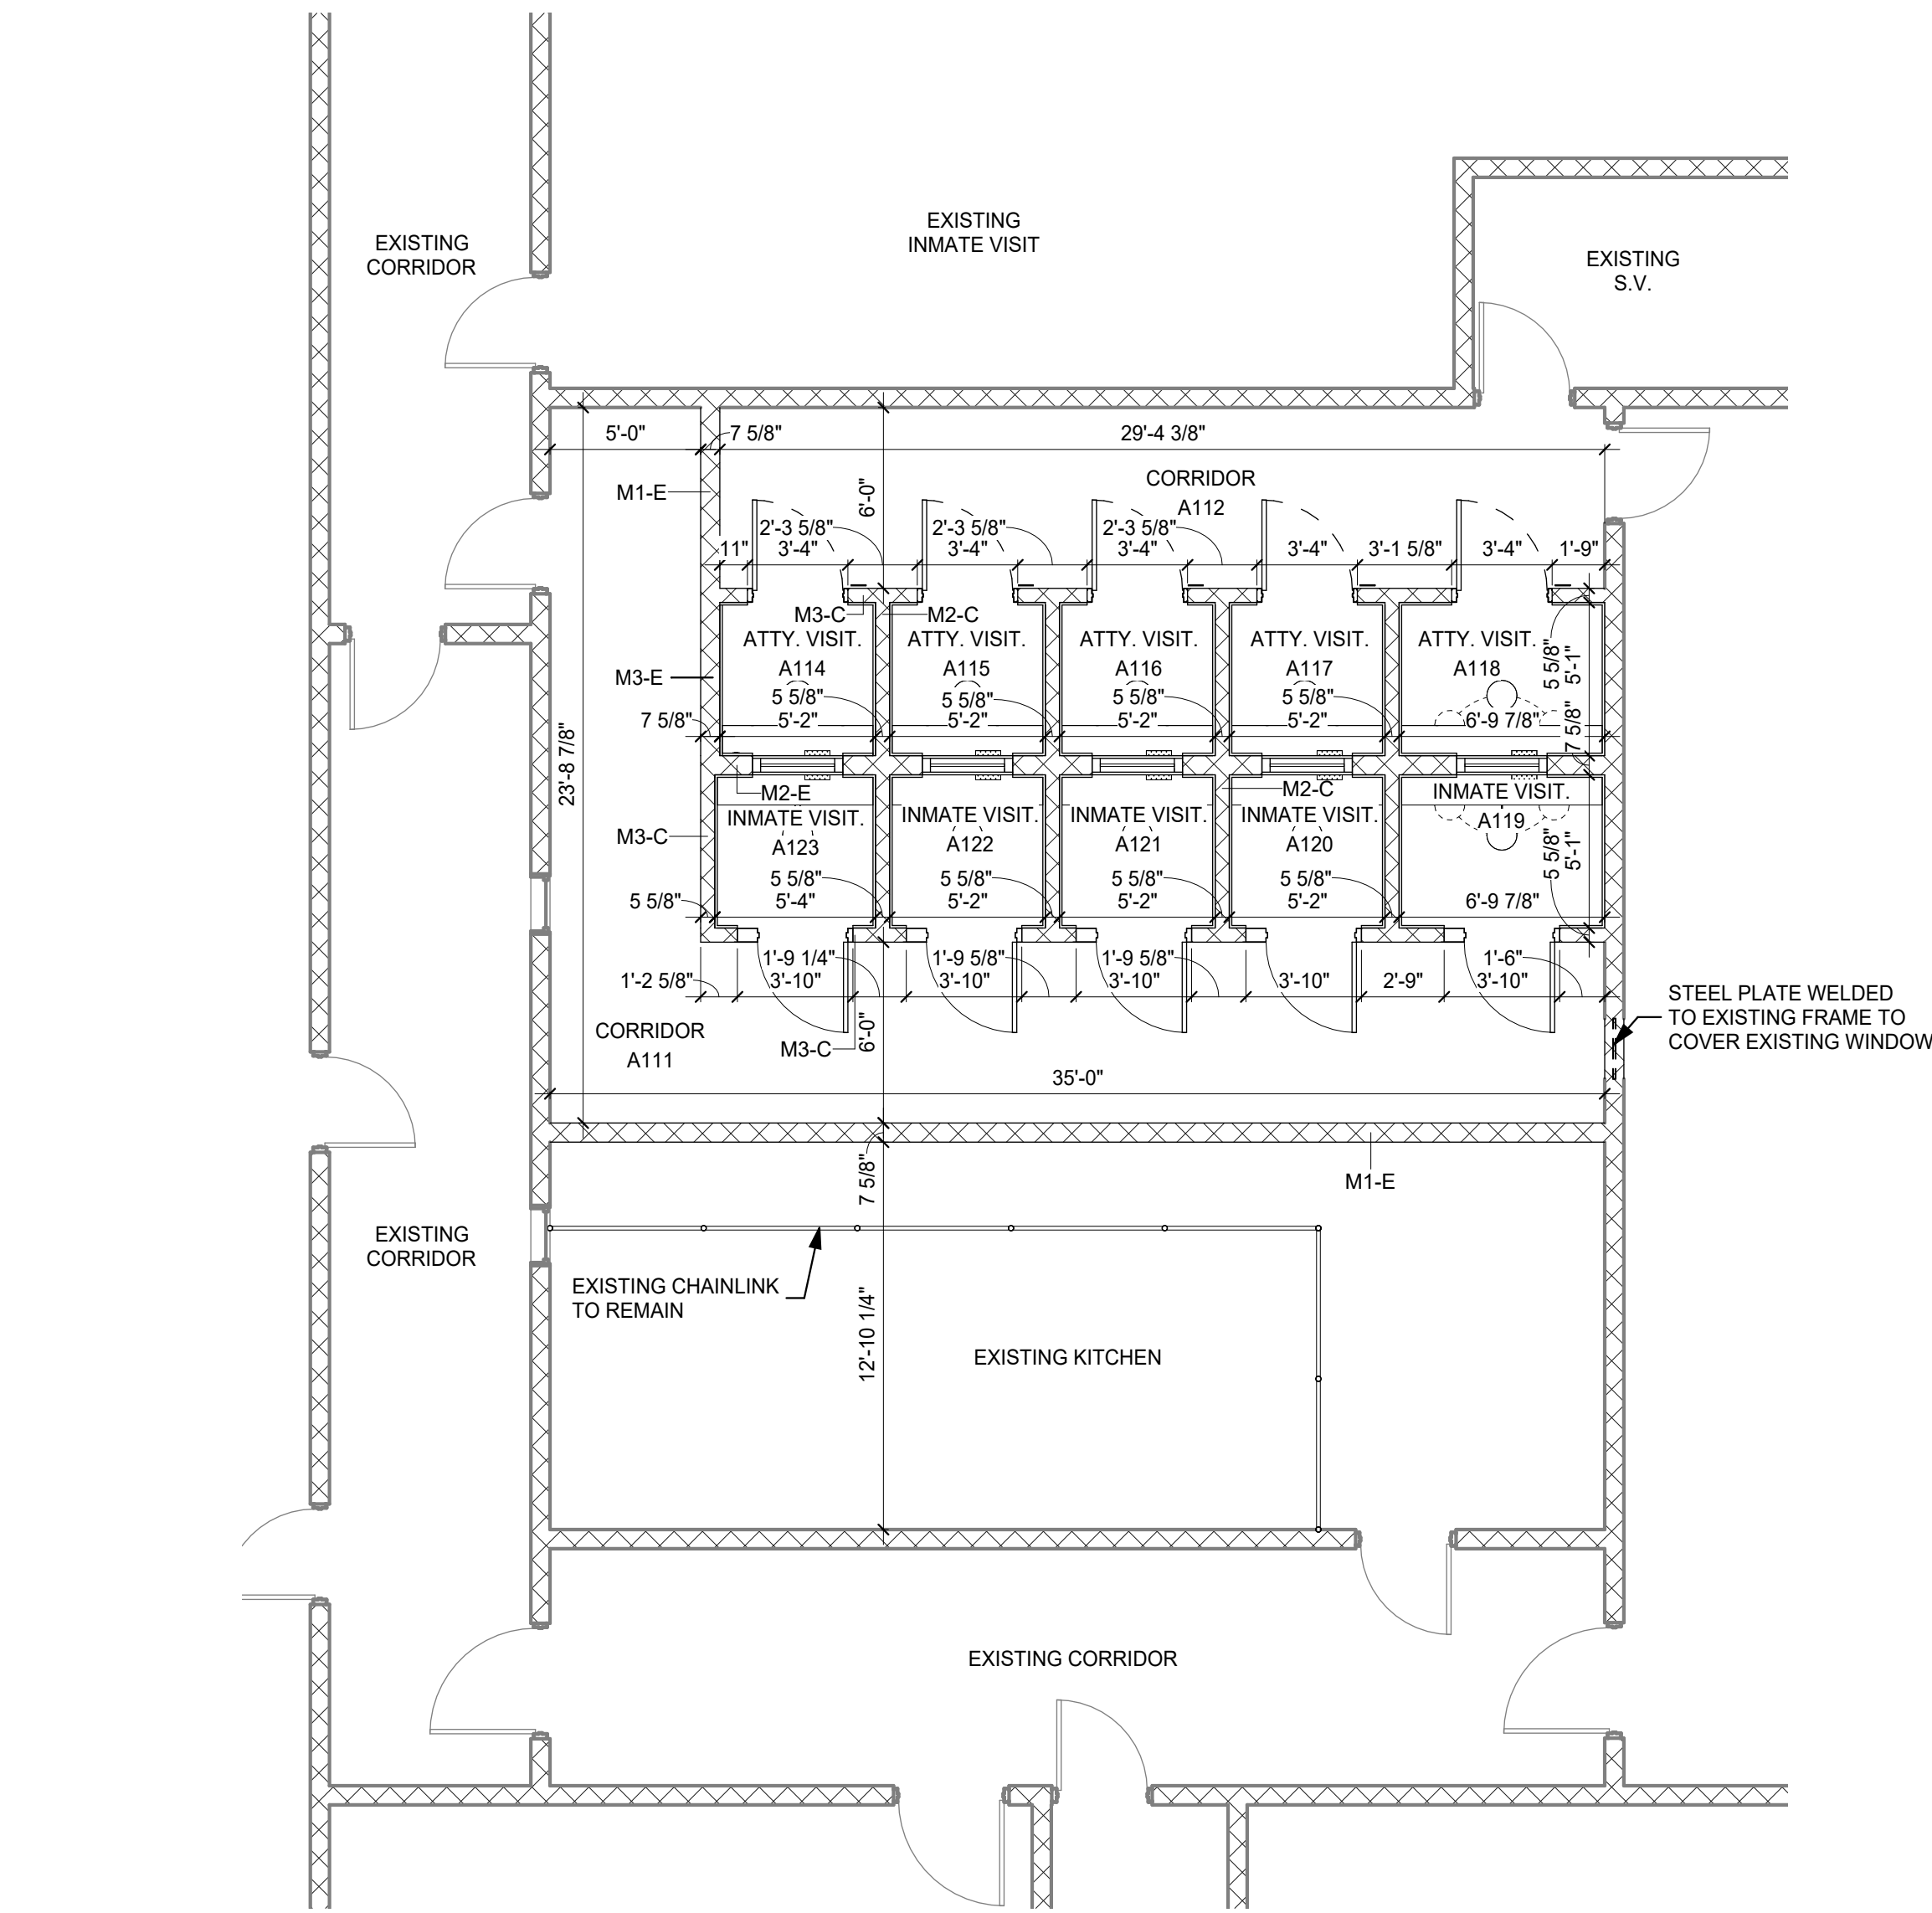 EXISTING
INMATE VISIT
EXISTING
CORRIDOR
EXISTING
S.V.
5'-0"
7 5/8"
29'-4 3/8"
CORRIDOR
A112
M1-E
6'-0"
2'-3 5/8"
2'-3 5/8"
2'-3 5/8"
11"
3'-4"
3'-4"
3'-4"
3'-4"
3'-1 5/8"
3'-4"
1'-9"
M3-C
M2-C
ATTY. VISIT.
A114
ATTY. VISIT.
A115
ATTY. VISIT.
A116
ATTY. VISIT.
A117
ATTY. VISIT.
A118
M3-E
5 5/8"
5'-1"
5 5/8"
5 5/8"
5 5/8"
5 5/8"
7 5/8"
5'-2"
5'-2"
5'-2"
5'-2"
6'-9 7/8"
7 5/8"
23'-8 7/8"
M2-E
M2-C
INMATE VISIT.
A123
INMATE VISIT.
A122
INMATE VISIT.
A121
INMATE VISIT.
A120
INMATE VISIT.
A119
M3-C
5 5/8"
5'-1"
5 5/8"
5 5/8"
5 5/8"
5 5/8"
5 5/8"
5'-4"
5'-2"
5'-2"
5'-2"
6'-9 7/8"
1'-9 1/4"
1'-9 5/8"
1'-9 5/8"
1'-6"
1'-2 5/8"
3'-10"
3'-10"
3'-10"
3'-10"
2'-9"
3'-10"
STEEL PLATE WELDED
TO EXISTING FRAME TO
COVER EXISTING WINDOW
CORRIDOR
A111
M3-C
6'-0"
35'-0"
7 5/8"
M1-E
EXISTING
CORRIDOR
EXISTING CHAINLINK
TO REMAIN
12'-10 1/4"
EXISTING KITCHEN
EXISTING CORRIDOR